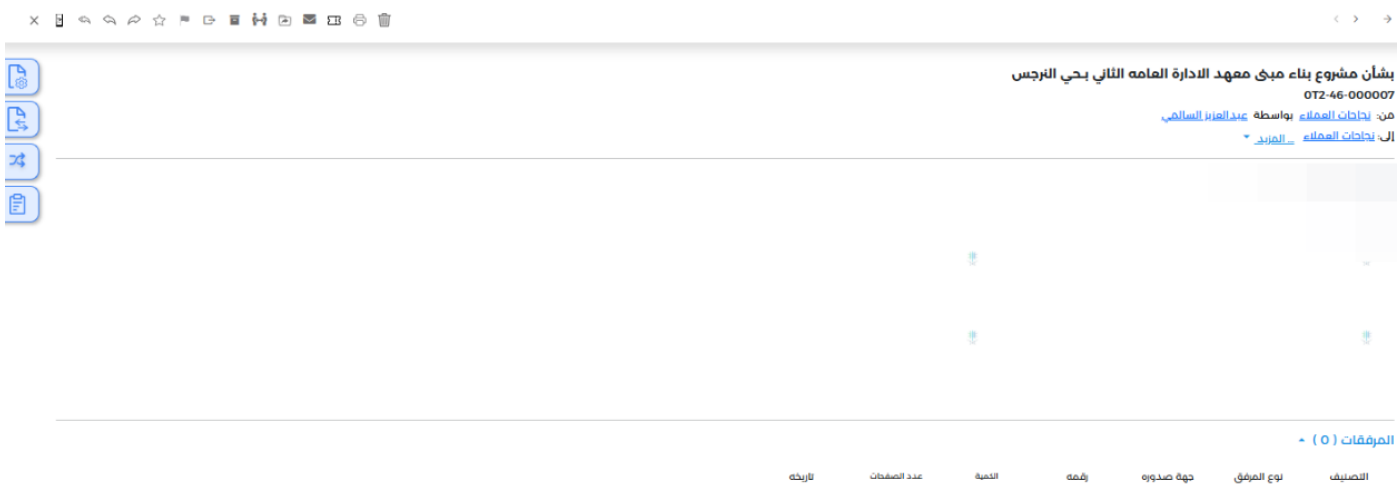 بشأن مشروع بناء مبنى معهد الادارة العامه الثاني بحي النرجس
OT2-46-000007
من: نجاحات العملاء بواسطة عبدالعزيز السالمي
إلى: نجاحات العملاء ... المزيد
المرفقات ( 0 )
التصنيف نوع المرفق جهة صدوره رقمه الكمية عدد الصفحات تاريخه